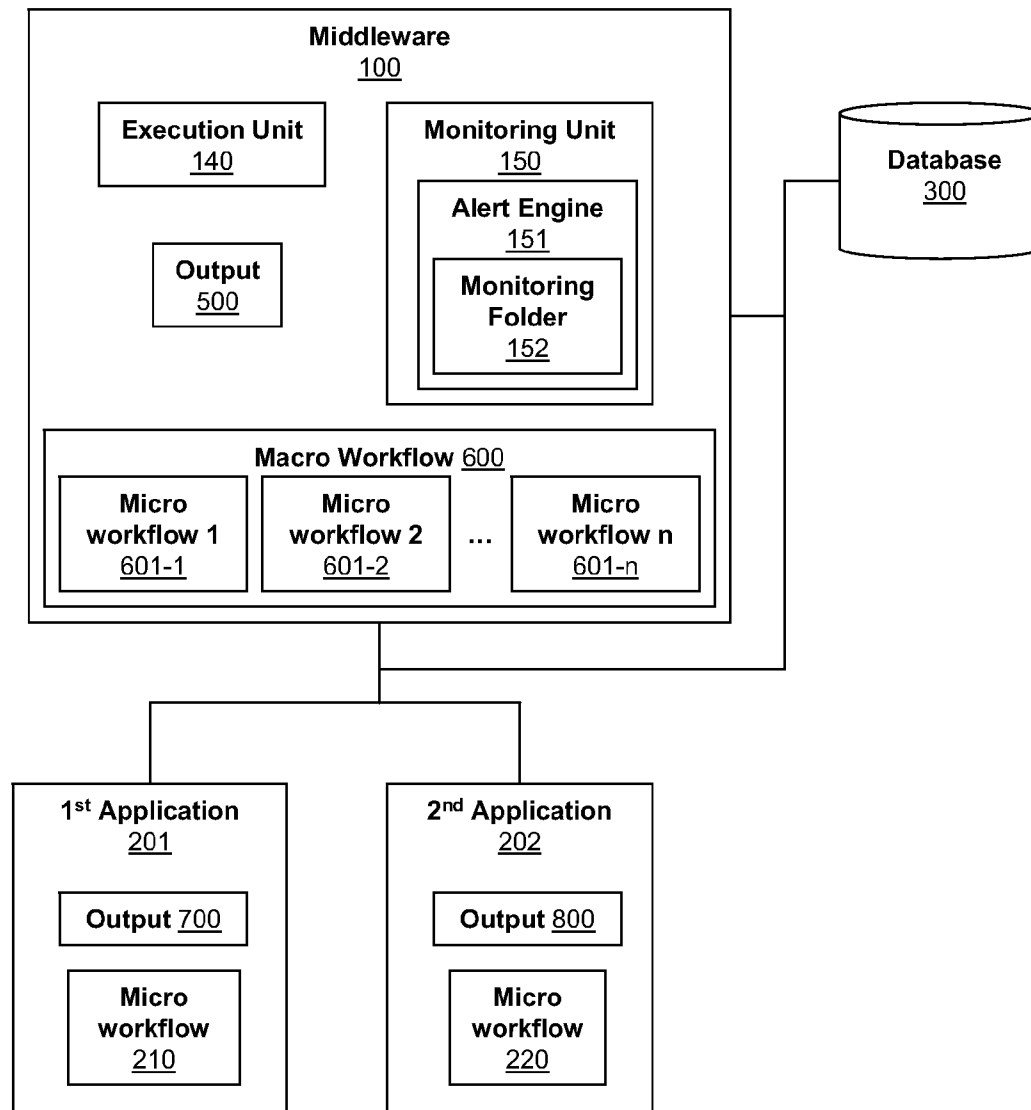 Middleware
100
Execution Unit
140
Monitoring Unit
150
Alert Engine
151
Monitoring
Folder
152
Output
500
Database
300
Macro Workflow 600
Micro
workflow 1
601-1
Micro
workflow 2
601-2
...
Micro
workflow n
601-n
1st Application
201
Output 700
Micro
workflow
210
2nd Application
202
Output 800
Micro
workflow
220